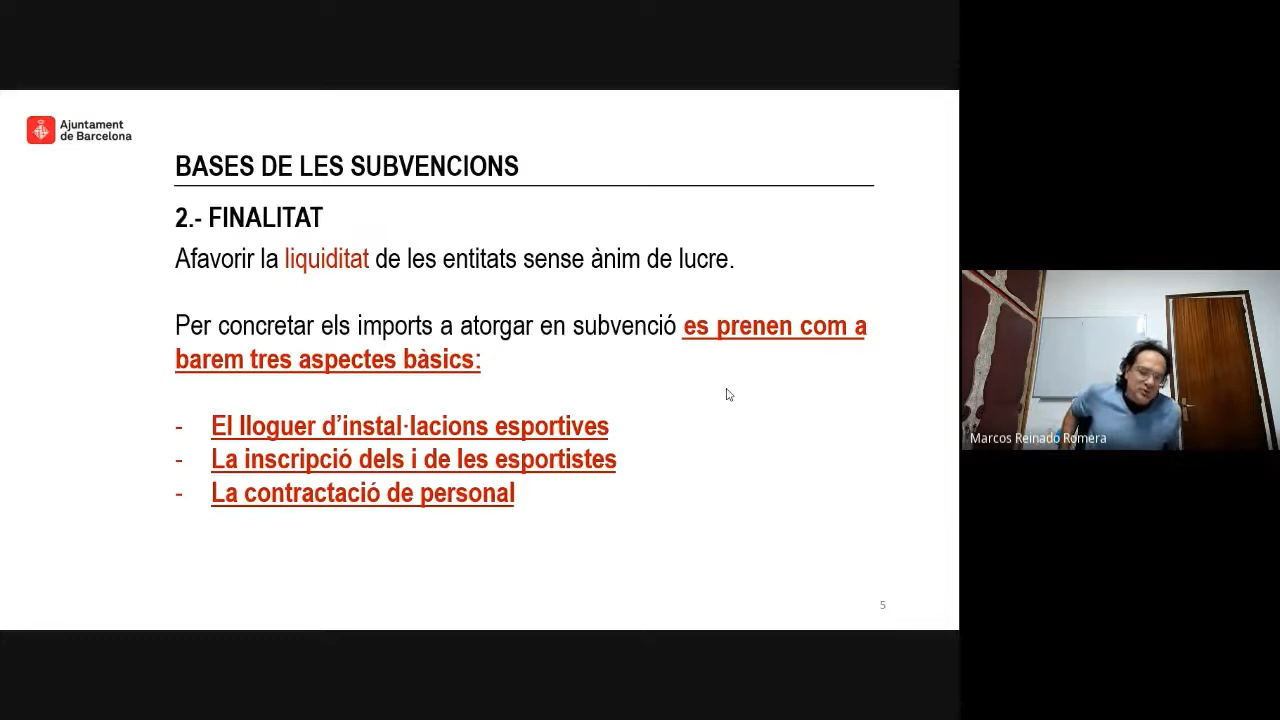 Ajuntament
de Barcelona
BASES DE LES SUBVENCIONS
2.- FINALITAT
Afavorir la liquiditat de les entitats sense ànim de lucre.
Per concretar els imports a atorgar en subvenció es prenen com a
barem tres aspectes bàsics:
- El lloguer d’instal·lacions esportives
- La inscripció dels i de les esportistes
- La contractació de personal
5
Marcos Reinado Romera